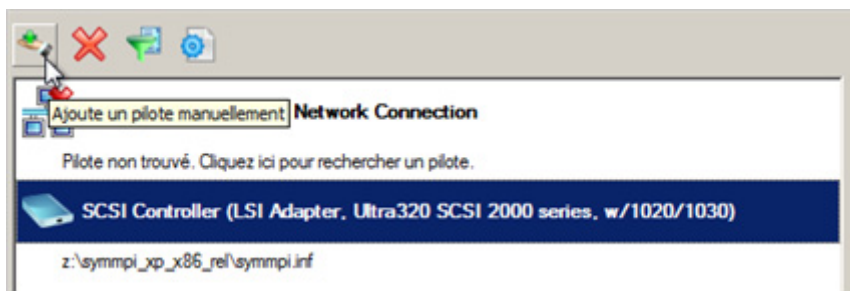 Ajoute un pilote manuellement Network Connection
Pilote non trouvé. Cliquez ici pour rechercher un pilote.
SCSI Controller (LSI Adapter, Ultra320 SCSI 2000 series, w/1020/1030)
z:\symmpi_xp_x86_rel\symmpi.inf